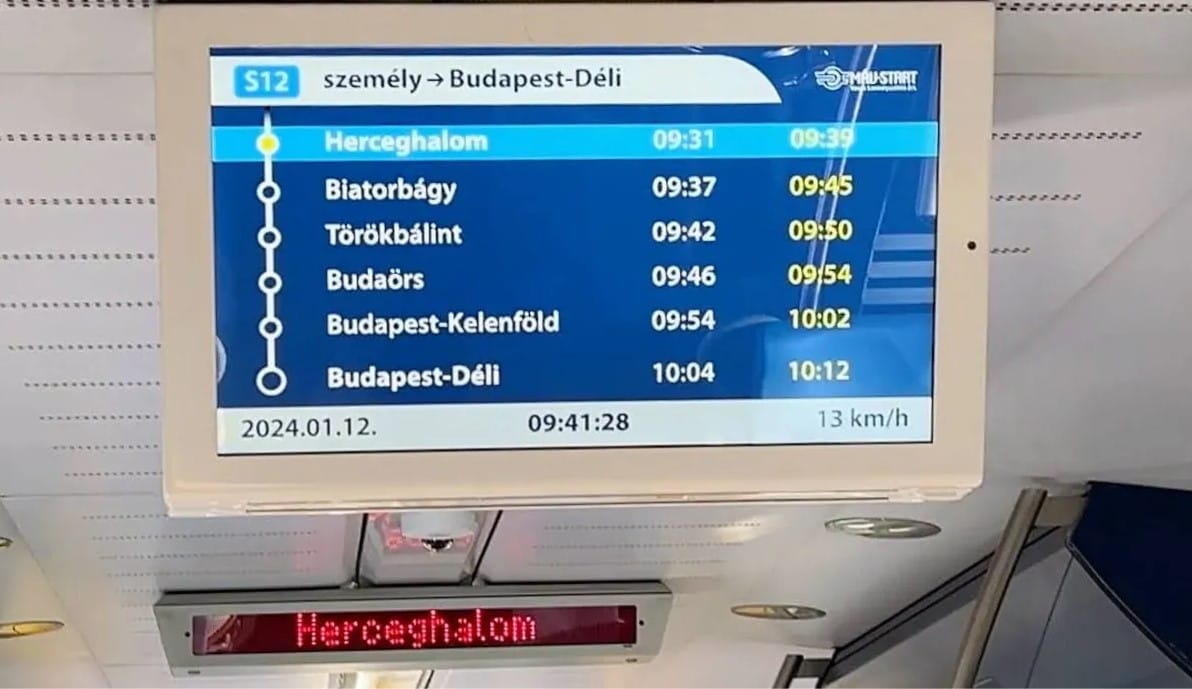 S12 személy → Budapest-Déli MÁV-START
Herceghalom 09:31 09:39
Biatorbágy 09:37 09:45
Törökbálint 09:42 09:50
Budaörs 09:46 09:54
Budapest-Kelenföld 09:54 10:02
Budapest-Déli 10:04 10:12
2024.01.12. 09:41:28 13 km/h
Herceghalom